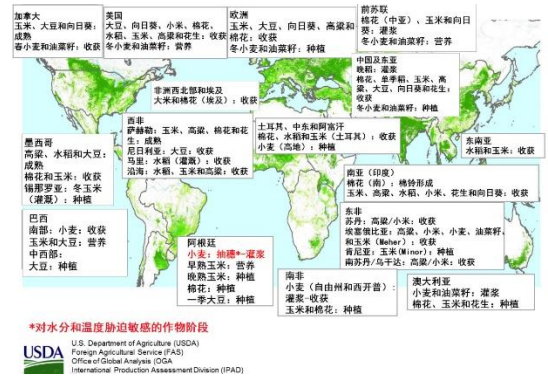 加拿大
玉米、大豆和向日葵:
成熟
春小麦和油菜籽: 收获
美国
大豆、向日葵、小米、棉花、
水稻、玉米、高粱和花生: 收获
冬小麦和油菜籽: 营养
欧洲
玉米、大豆、向日葵、高粱和
棉花: 收获
冬小麦和油菜籽: 种植
前苏联
棉花（中亚）、玉米和向日
葵: 灌浆
冬小麦和油菜籽: 营养
中国及东亚
晚稻: 灌浆
棉花、单季稻、玉米、高
粱、大豆、向日葵和花生:
收获
冬小麦和油菜籽: 种植
非洲西北部和埃及
大米和棉花（埃及）: 收获
西非
萨赫勒: 玉米、高粱、棉花和花
生: 成熟
尼日利亚: 大豆: 收获
马里: 水稻（灌溉）: 收获
沿海: 水稻、玉米和高粱: 收获
土耳其、中东和阿富汗
棉花、水稻和玉米（土耳其）: 收获
小麦（高地）: 种植
东南亚
水稻和玉米: 收获
墨西哥
高粱、水稻和大豆:
成熟
棉花和玉米: 收获
锡那罗亚: 冬玉米
（灌溉）: 种植
南亚（印度）
棉花（南）: 棉铃形成
玉米、高粱、水稻、小米、花生和向日葵: 收获
东非
苏丹: 高粱/小米: 收获
埃塞俄比亚: 高粱、小米、小麦、油菜籽、
和玉米（Meher）: 收获
肯尼亚: 玉米(Minor): 种植
南苏丹/乌干达: 高粱/小米: 收获
巴西
南部: 小麦: 收获
玉米和大豆: 营养
中西部:
大豆: 种植
阿根廷
小麦: 抽穗*-灌浆
早熟玉米: 营养
晚熟玉米: 种植
棉花: 种植
一季大豆: 种植
南非
小麦（自由州和西开普）:
灌浆-收获
玉米和棉花: 种植
澳大利亚
小麦和油菜籽: 灌浆
棉花、玉米和花生: 种植
*对水分和温度胁迫敏感的作物阶段
USDA
U.S. Department of Agriculture (USDA)
Foreign Agricultural Service (FAS)
Office of Global Analysis (OGA
International Production Assessment Division (IPAD)